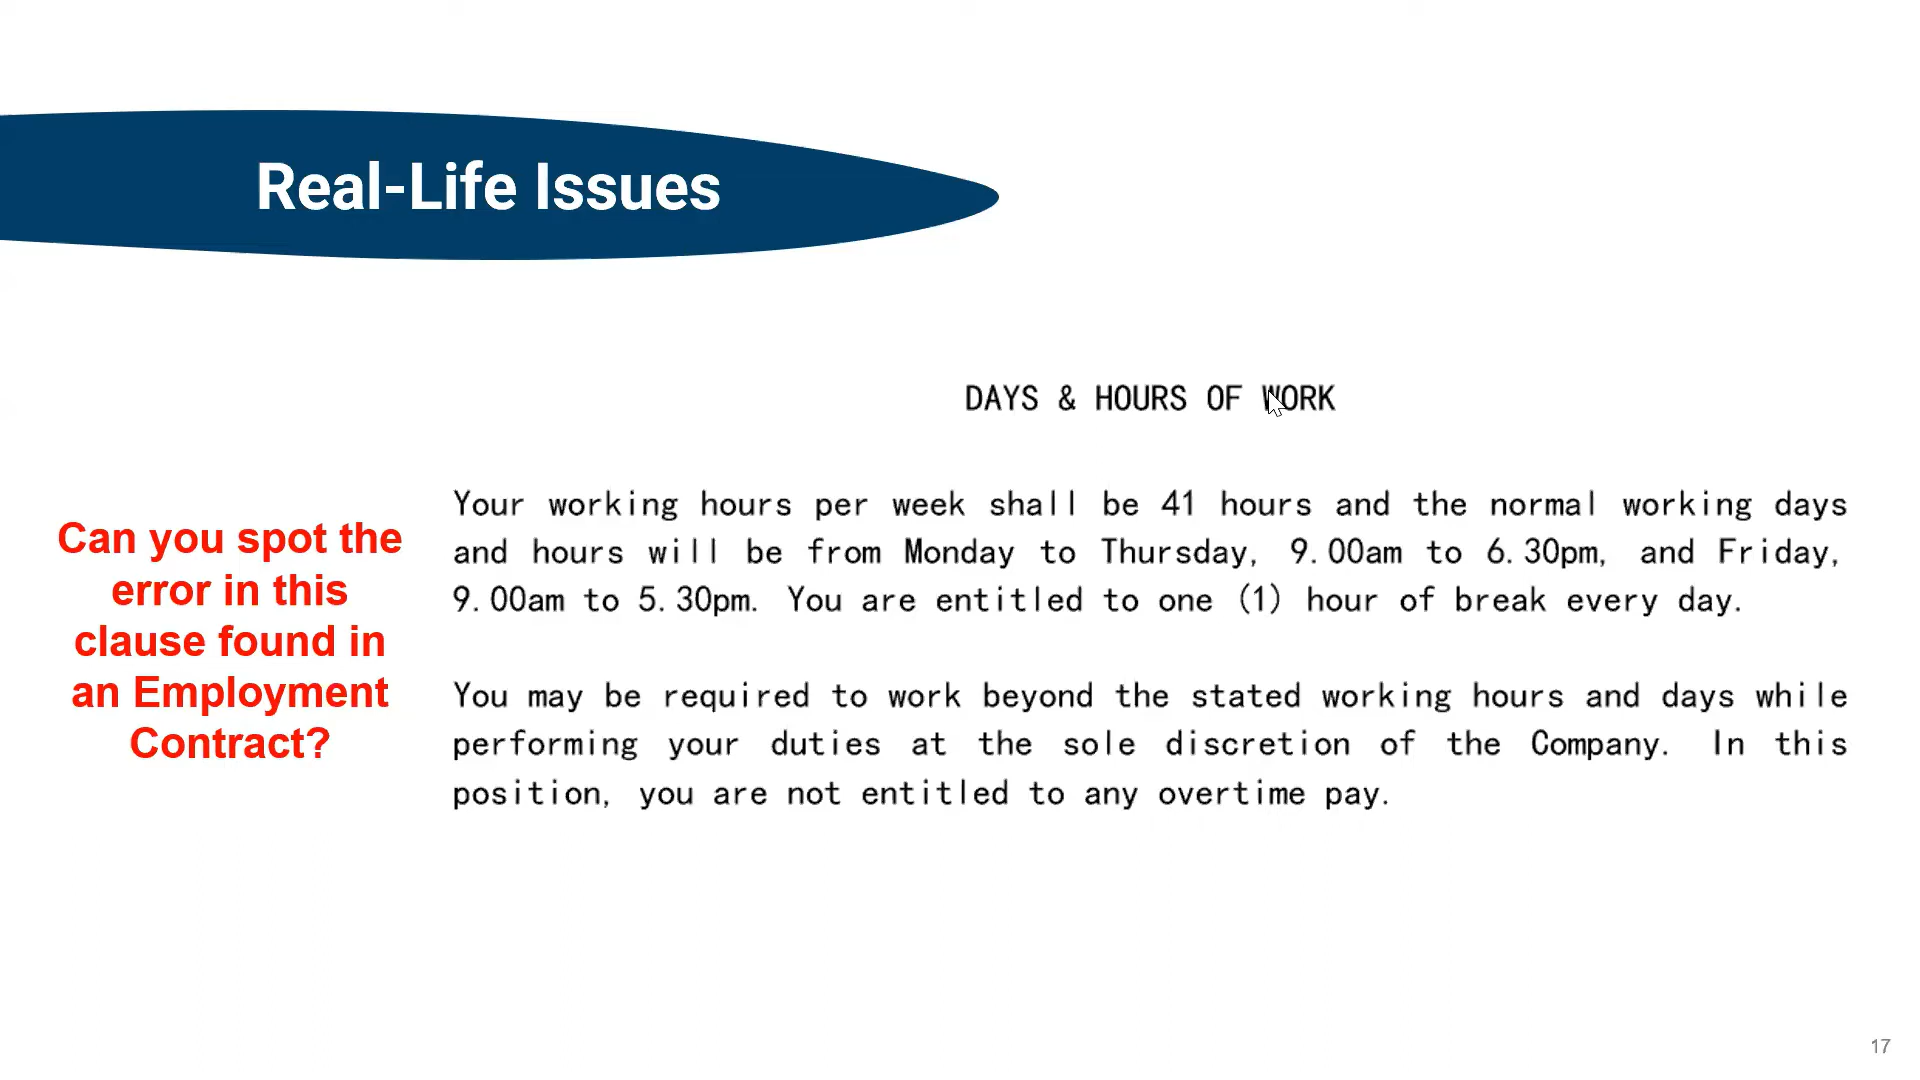 Real-Life Issues
DAYS & HOURS OF WORK
Can you spot the
error in this
clause found in
an Employment
Contract?
Your working hours per week shall be 41 hours and the normal working days
and hours will be from Monday to Thursday, 9.00am to 6.30pm, and Friday,
9.00am to 5.30pm. You are entitled to one (1) hour of break every day.
You may be required to work beyond the stated working hours and days while
performing your duties at the sole discretion of the Company. In this
position, you are not entitled to any overtime pay.
17